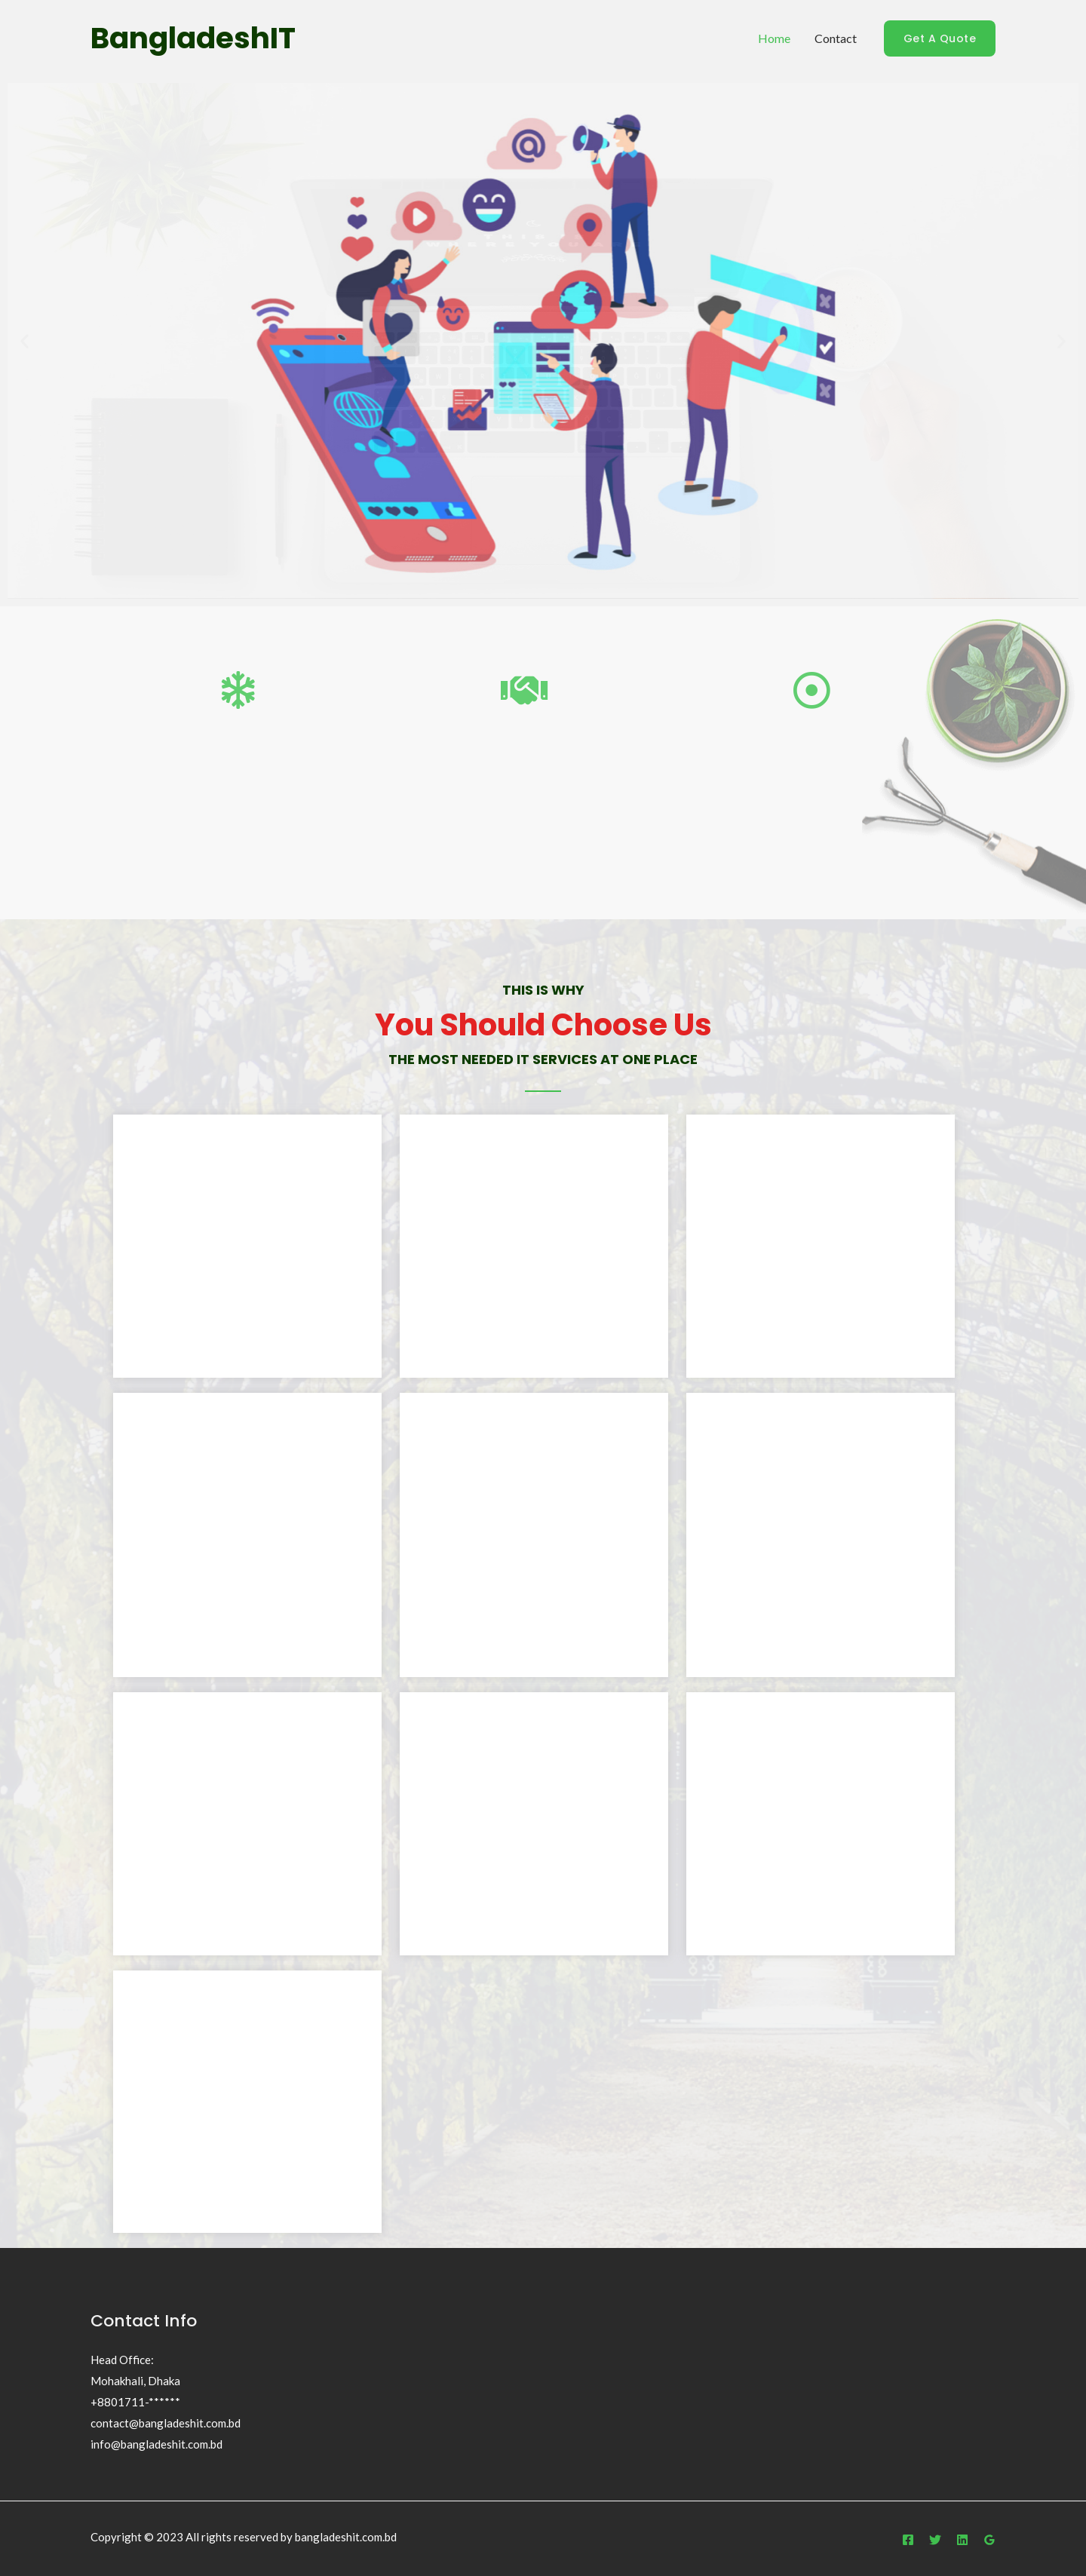 BangladeshIT
Home
Contact
Get A Quote
THIS IS WHY
You Should Choose Us
THE MOST NEEDED IT SERVICES AT ONE PLACE
Contact Info
Head Office:
Mohakhali, Dhaka
+8801711-******
contact@bangladeshit.com.bd
info@bangladeshit.com.bd
Copyright © 2023 All rights reserved by bangladeshit.com.bd